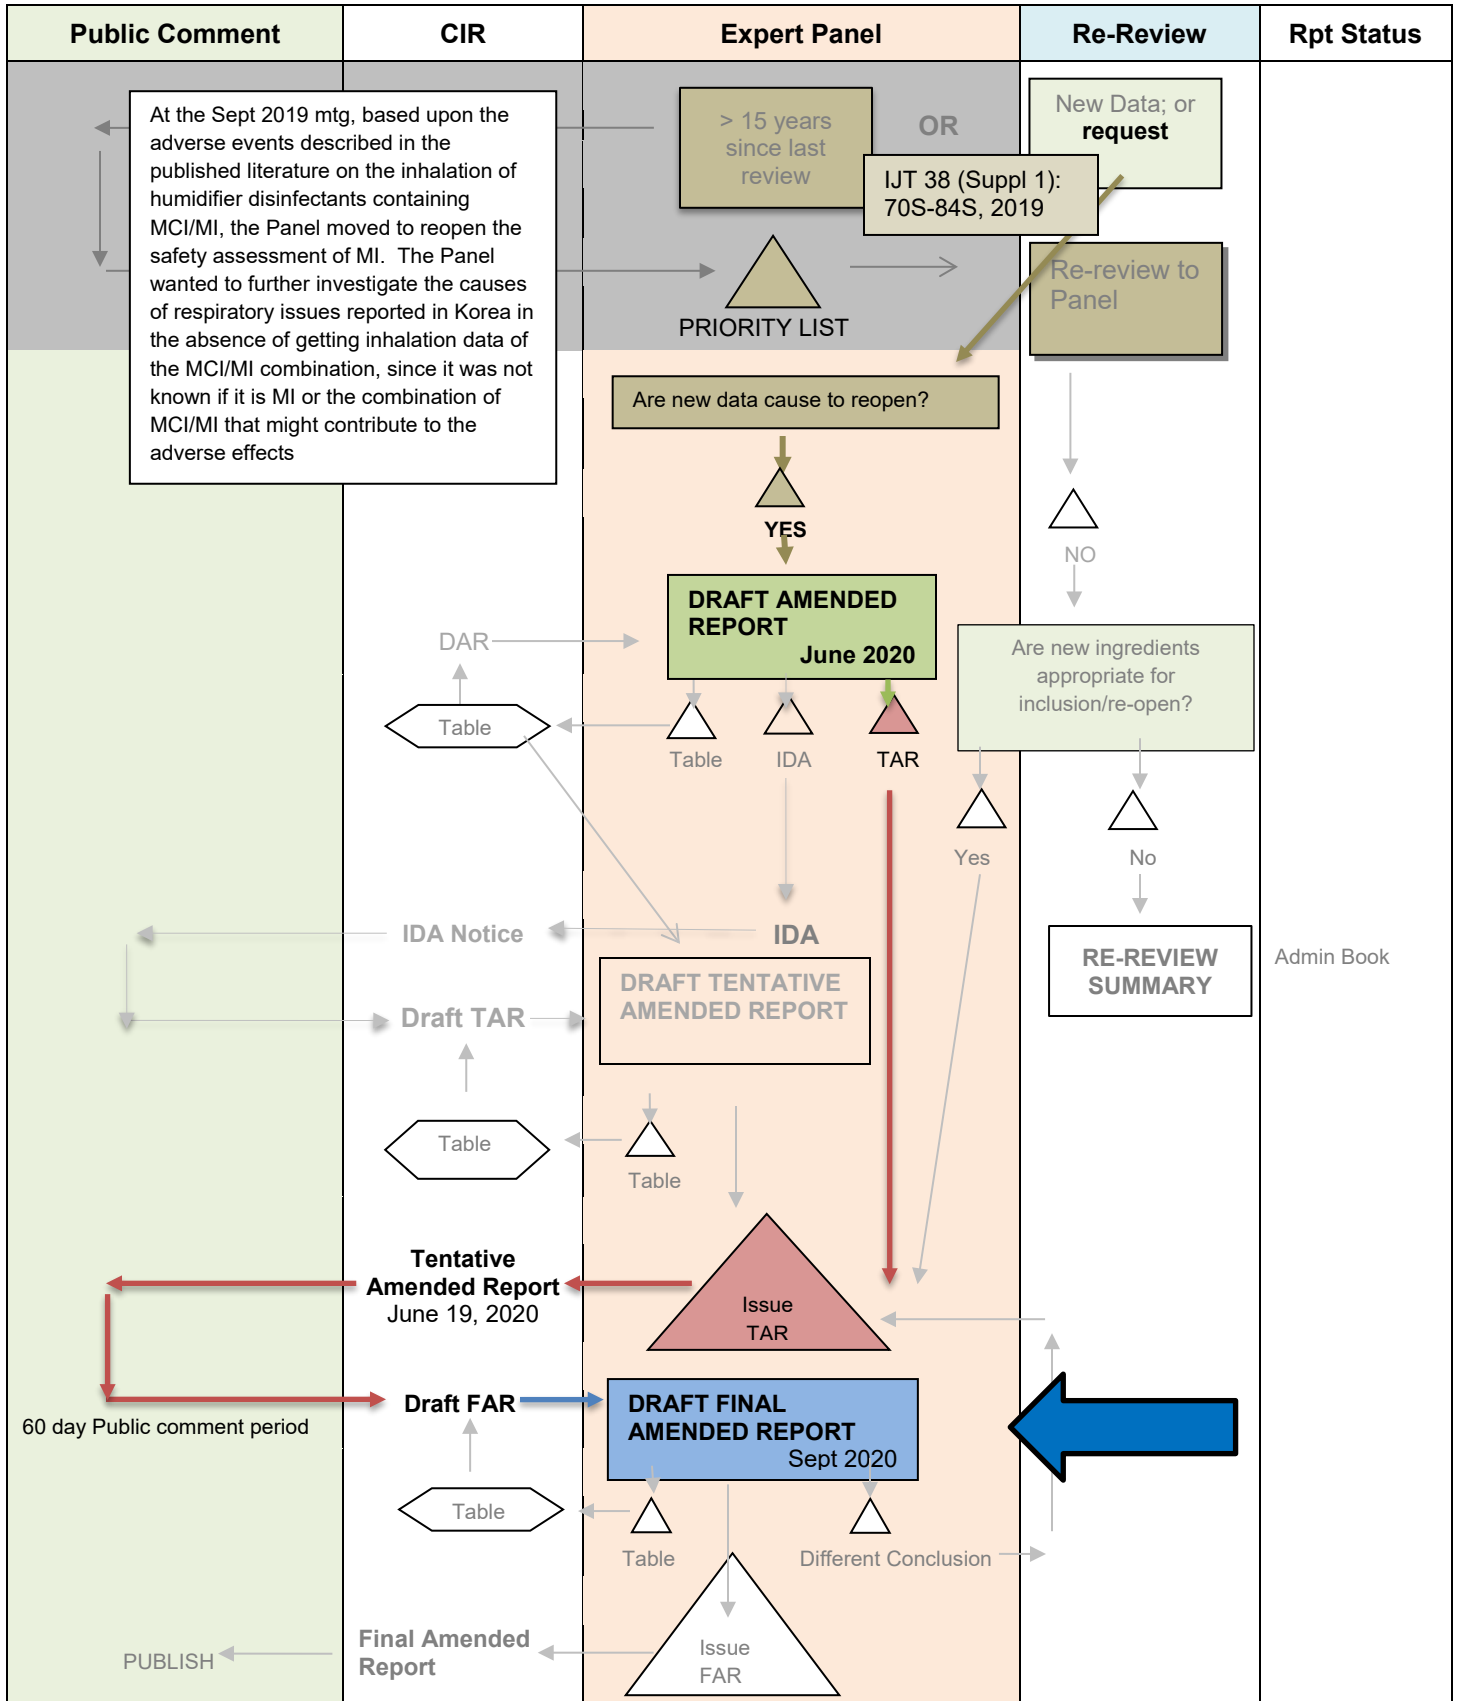 Public Comment
CIR
Expert Panel
Re-Review
Rpt Status
At the Sept 2019 mtg, based upon the
adverse events described in the
published literature on the inhalation of
humidifier disinfectants containing
MCI/MI, the Panel moved to reopen the
safety assessment of MI.  The Panel
wanted to further investigate the causes
of respiratory issues reported in Korea in
the absence of getting inhalation data of
the MCI/MI combination, since it was not
known if it is MI or the combination of
MCI/MI that might contribute to the
adverse effects
> 15 years
since last
review
OR
New Data; or
request
IJT 38 (Suppl 1):
70S-84S, 2019
PRIORITY LIST
Re-review to
Panel
Are new data cause to reopen?
YES
NO
DRAFT AMENDED
REPORT
June 2020
DAR
Table
Table
IDA
TAR
Are new ingredients
appropriate for
inclusion/re-open?
Yes
No
IDA Notice
IDA
RE-REVIEW
SUMMARY
Admin Book
DRAFT TENTATIVE
AMENDED REPORT
Draft TAR
Table
Table
Tentative
Amended Report
June 19, 2020
Issue
TAR
60 day Public comment period
Draft FAR
DRAFT FINAL
AMENDED REPORT
Sept 2020
Table
Table
Different Conclusion
PUBLISH
Final Amended
Report
Issue
FAR